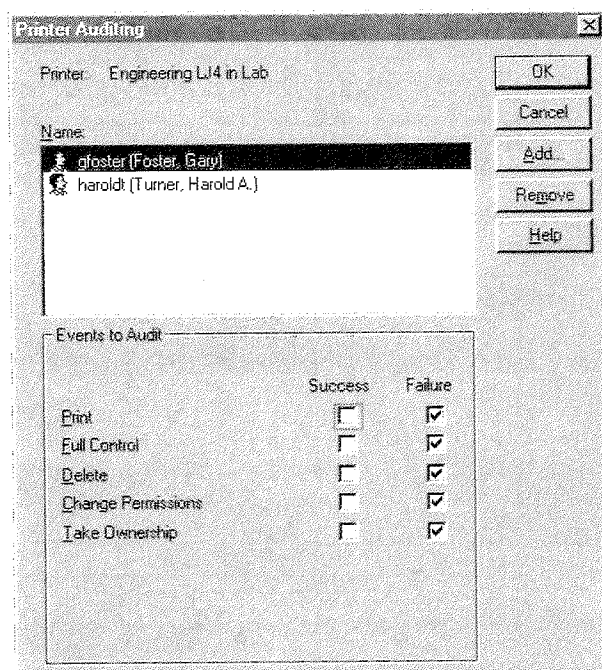 Printer Auditing
Printer: Engineering LJ4 in Lab
OK
Cancel
Name:
Add...
gfoster (Foster, Gary)
haroldt (Turner, Harold A.)
Remove
Help
Events to Audit
Success Failure
Print
Full Control
Delete
Change Permissions
Take Ownership